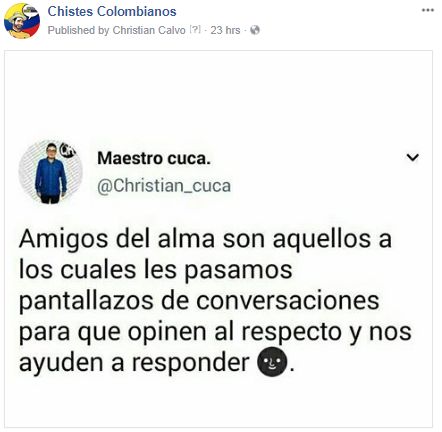 Chistes Colombianos
Published by Christian Calvo [?] · 23 hrs ·
Maestro cuca.
@Christian_cuca
Amigos del alma son aquellos a
los cuales les pasamos
pantallazos de conversaciones
para que opinen al respecto y nos
ayuden a responder 🌚.